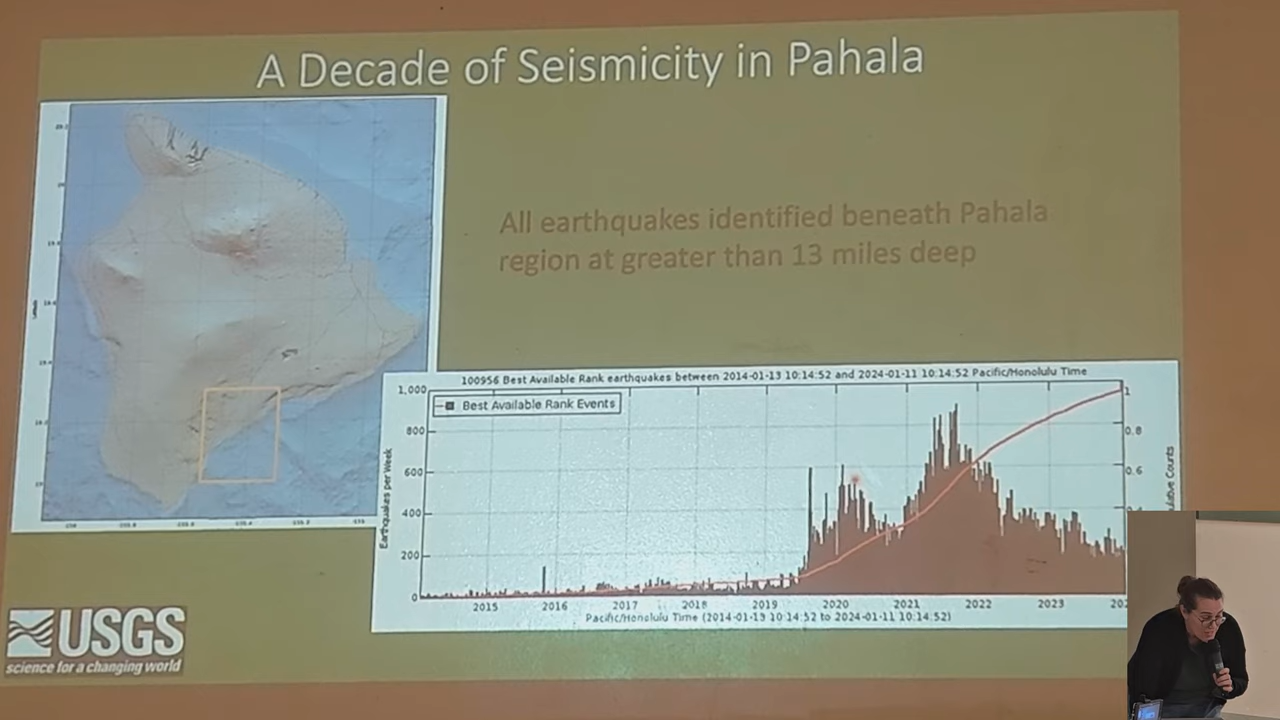 A Decade of Seismicity in Pahala
All earthquakes identified beneath Pahala
region at greater than 13 miles deep
100956 Best Available Rank earthquakes between 2014-01-13 10:14:52 and 2024-01-11 10:14:52 Pacific/Honolulu Time
Best Available Rank Events
Earthquakes per Week
1,000
800
600
400
200
0
1
0.8
0.6
2015 2016 2017 2018 2019 2020 2021 2022 2023
Pacific/Honolulu Time (2014-01-13 10:14:52 to 2024-01-11 10:14:52)
USGS
science for a changing world